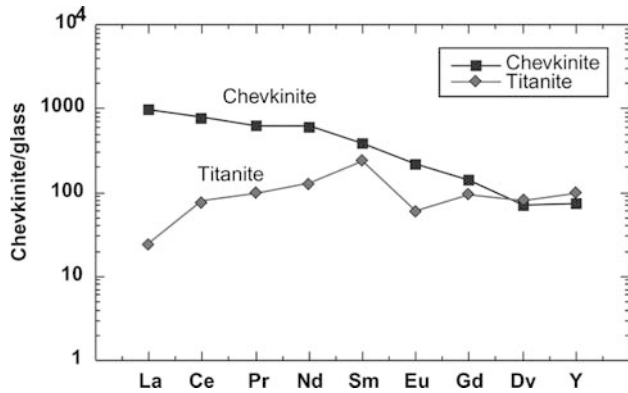 10⁴
1000
100
10
1
Chevkinite/glass
Chevkinite
Titanite
Chevkinite
Titanite
La Ce Pr Nd Sm Eu Gd Dv Y